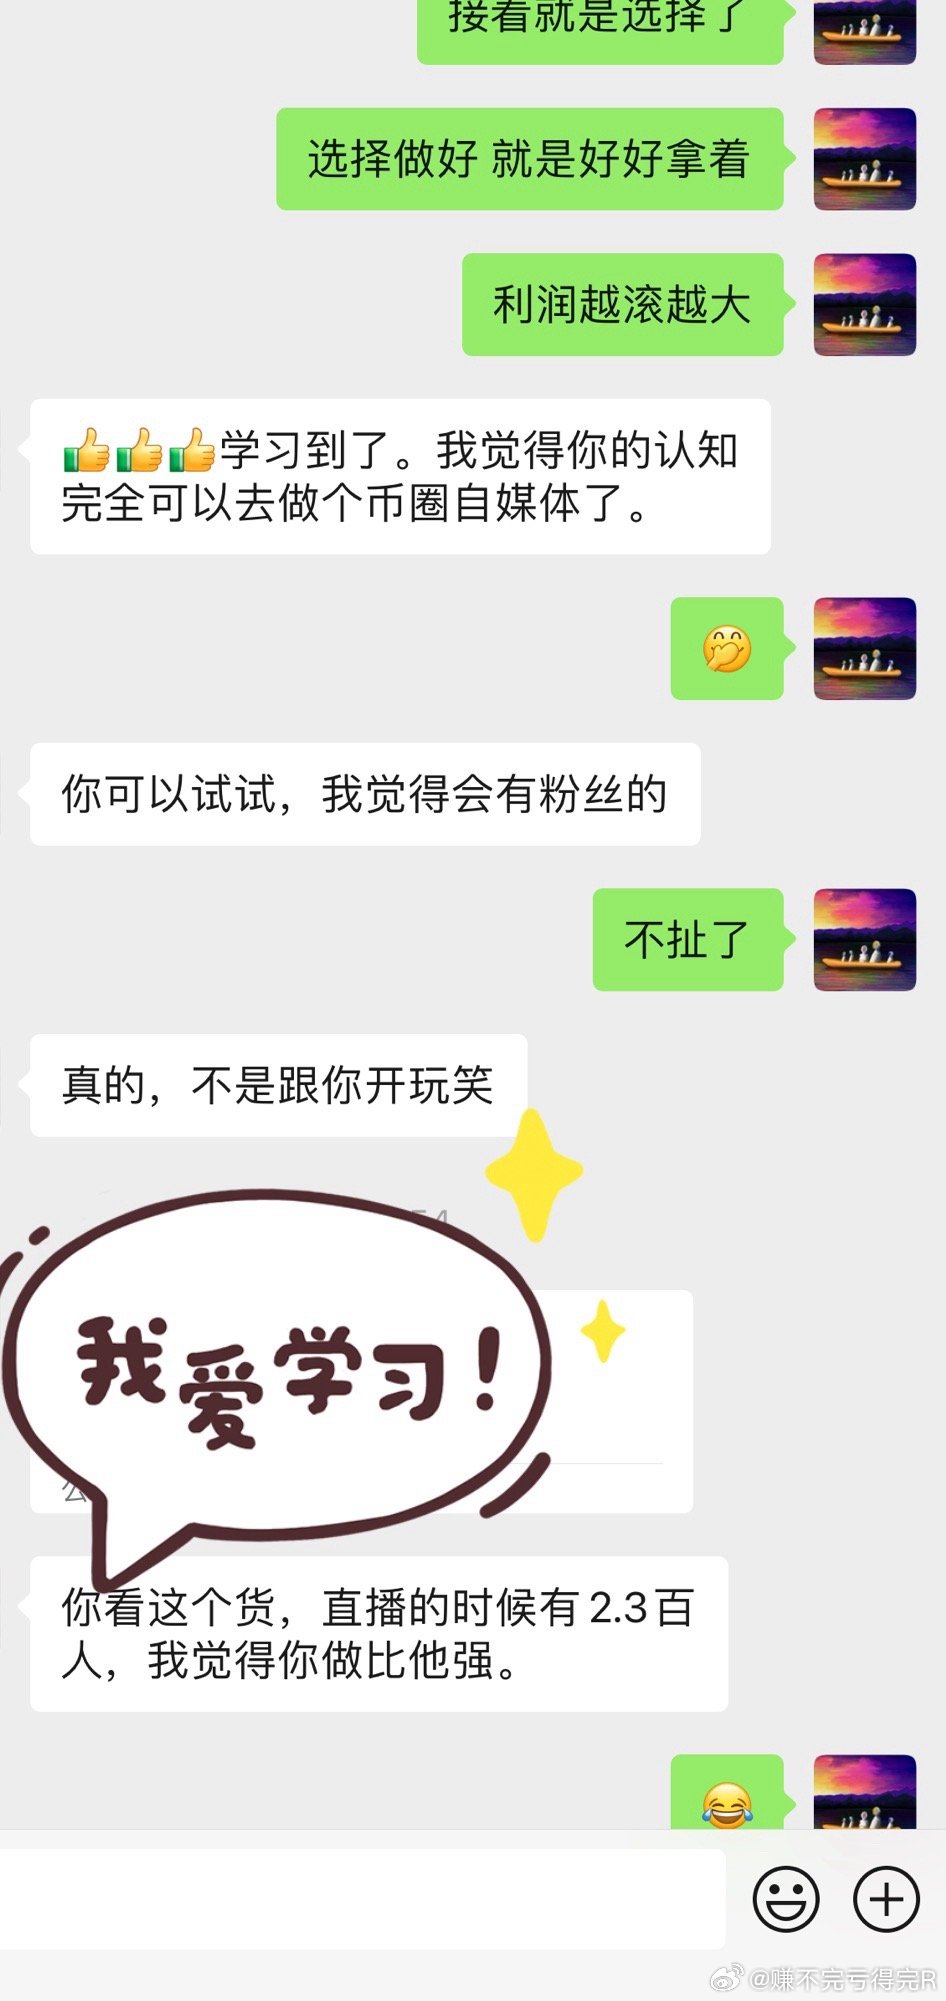 接着就是选择了
选择做好 就是好好拿着
利润越滚越大
👍👍👍学习到了。我觉得你的认知
完全可以去做个币圈自媒体了。
🤭
你可以试试，我觉得会有粉丝的
不扯了
真的，不是跟你开玩笑
54
我爱学习！
公
你看这个货，直播的时候有2.3百
人，我觉得你做比他强。
😂
@赚不完亏得完R